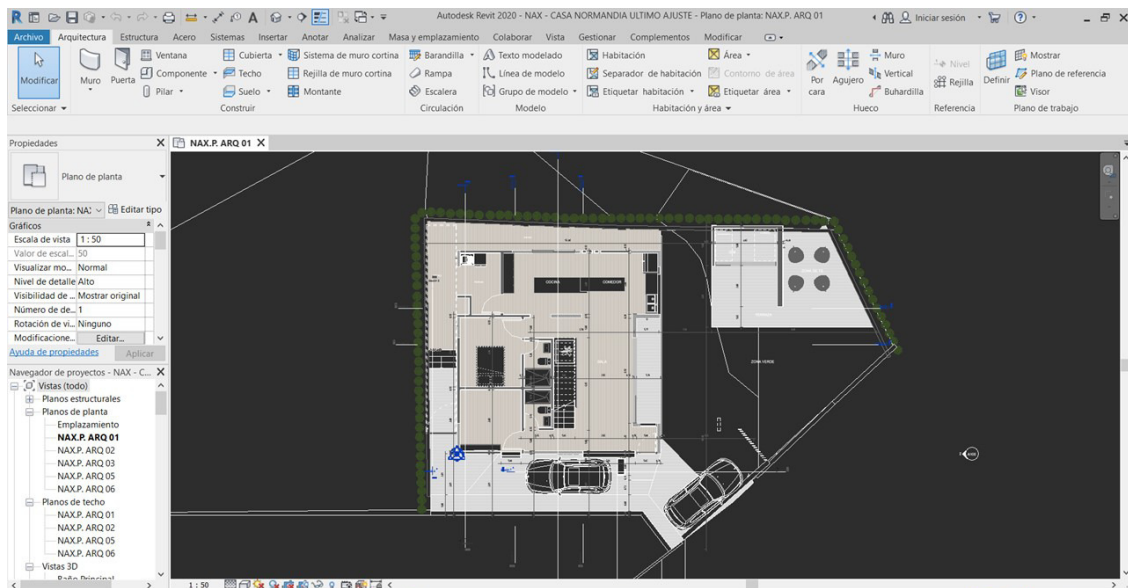 Autodesk Revit 2020 - NAX - CASA NORMANDIA ULTIMO AJUSTE - Plano de planta: NAX.P. ARQ 01
Iniciar sesión
Archivo Arquitectura Estructura Acero Sistemas Insertar Anotar Analizar Masa y emplazamiento Colaborar Vista Gestionar Complementos Modificar
Modificar
Muro
Puerta
Ventana
Componente
Pilar
Cubierta
Techo
Suelo
Sistema de muro cortina
Rejilla de muro cortina
Montante
Barandilla
Rampa
Escalera
Texto modelado
Línea de modelo
Grupo de modelo
Habitación
Separador de habitación
Etiquetar habitación
Área
Contorno de área
Etiquetar área
Por cara
Agujero
Muro
Vertical
Buhardilla
Nivel
Rejilla
Definir
Mostrar
Plano de referencia
Visor
Seleccionar Construir Circulación Modelo Habitación y área Hueco Referencia Plano de trabajo
Propiedades
Plano de planta
Plano de planta: NA
Editar tipo
Gráficos
Escala de vista 1 : 50
Valor de escal... 50
Visualizar mo... Normal
Nivel de detalle Alto
Visibilidad de ... Mostrar original
Número de de... 1
Rotación de vi... Ninguno
Modificacione... Editar...
Ayuda de propiedades Aplicar
Navegador de proyectos - NAX - C...
Vistas (todo)
Planos estructurales
Planos de planta
Emplazamiento
NAX.P. ARQ 01
NAX.P. ARQ 02
NAX.P. ARQ 03
NAX.P. ARQ 05
NAX.P. ARQ 06
Planos de techo
NAX.P. ARQ 01
NAX.P. ARQ 02
NAX.P. ARQ 05
NAX.P. ARQ 06
Vistas 3D
Baño Principal
NAX.P. ARQ 01
COCINA
COMEDOR
ZONA VERDE
1 : 50